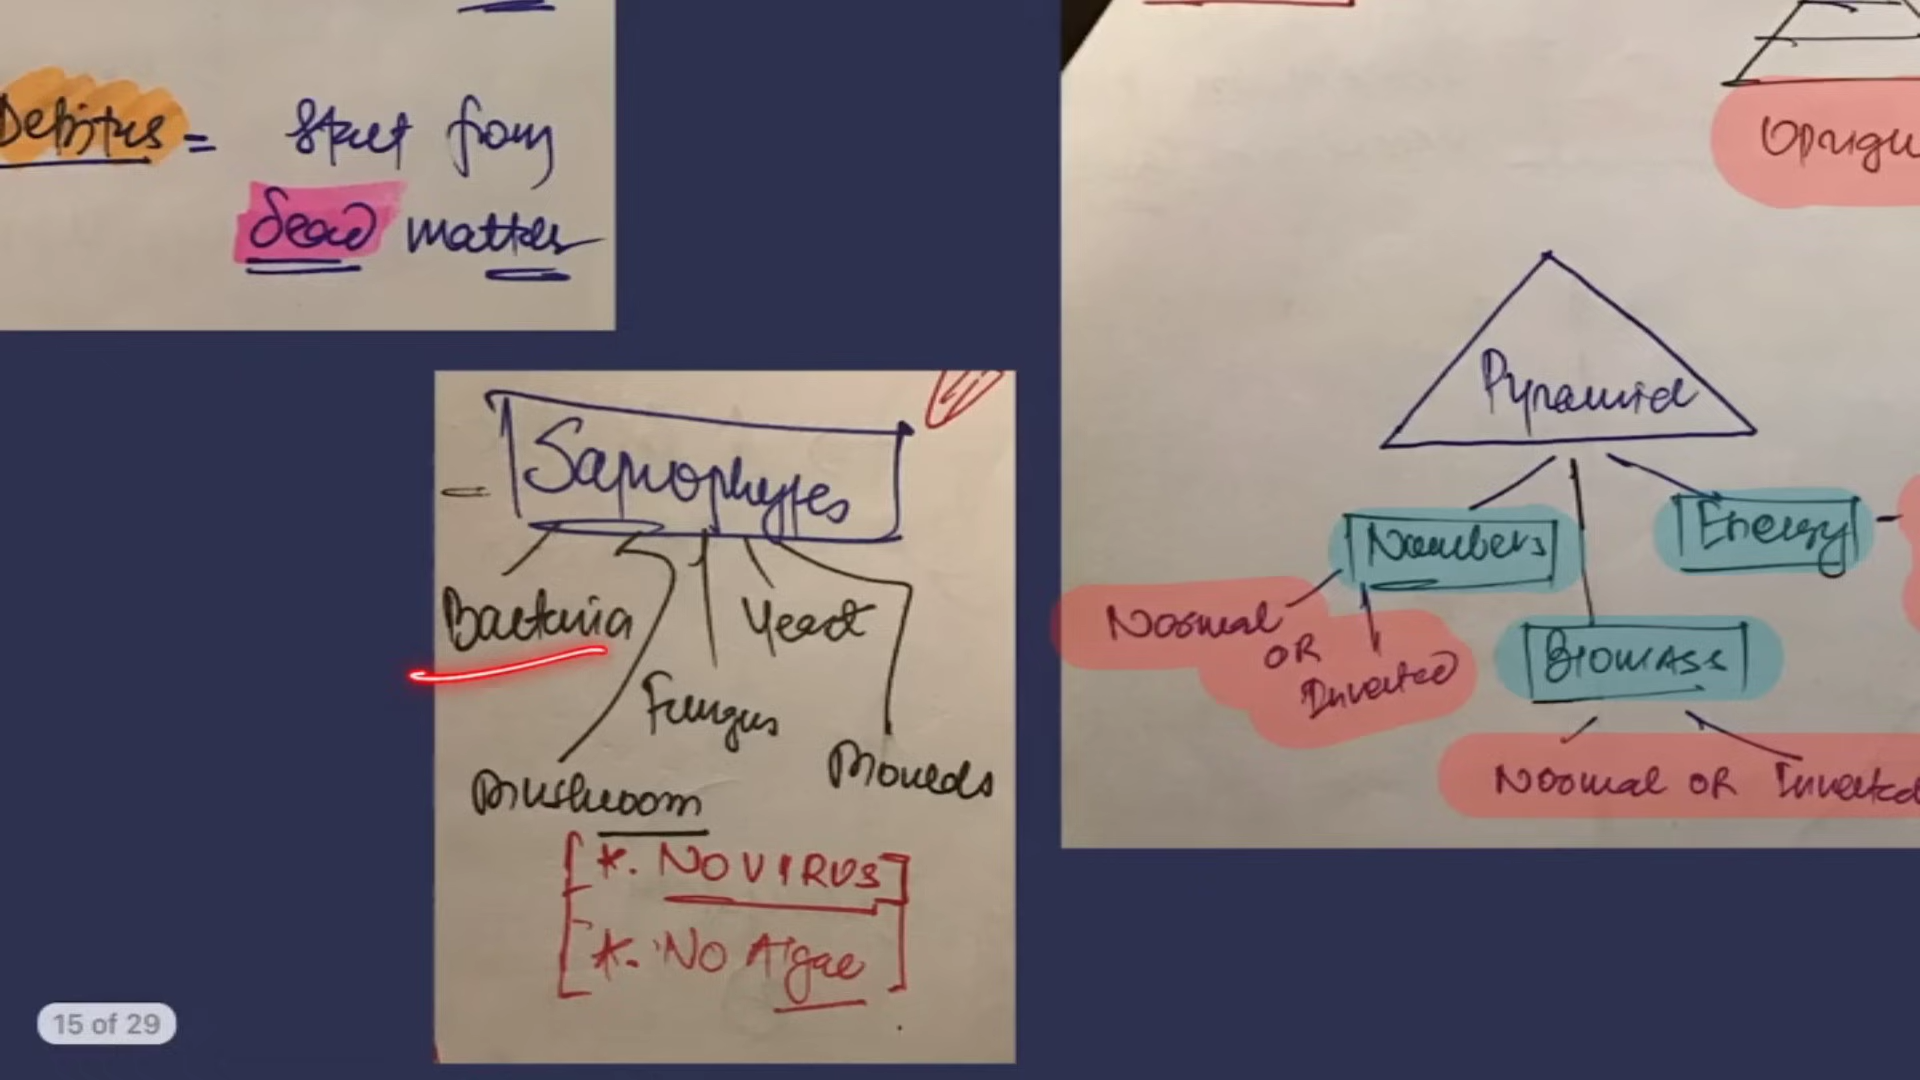 Detritus = Start from
Dead matter
Saprophytes
Bacteria
Yeast
Fungus
Mushroom
Moulds
*. NO VIRUS
*. NO Algae
Pyramid
Numbers
Energy
Normal
OR
Inverted
BIOMASS
Normal OR Inverted
15 of 29